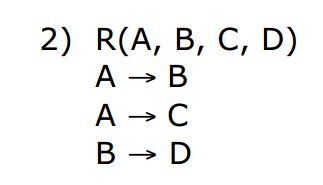 2) R(A, B, C, D)
A → B
A → C
B → D